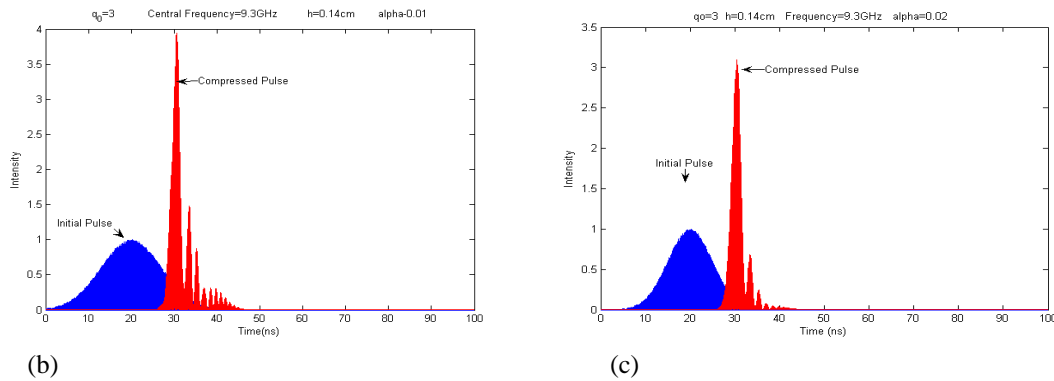 q0=3 Central Frequency=9.3GHz h=0.14cm alpha-0.01
4
3.5
3
2.5
2
1.5
1
0.5
0
Intensity
Compressed Pulse
Initial Pulse
0 10 20 30 40 50 60 70 80 90 100
Time(ns)
(b)
qo=3 h=0.14cm Frequency=9.3GHz alpha=0.02
3.5
3
2.5
2
1.5
1
0.5
0
Intensity
Compressed Pulse
Initial Pulse
0 10 20 30 40 50 60 70 80 90 100
Time (ns)
(c)